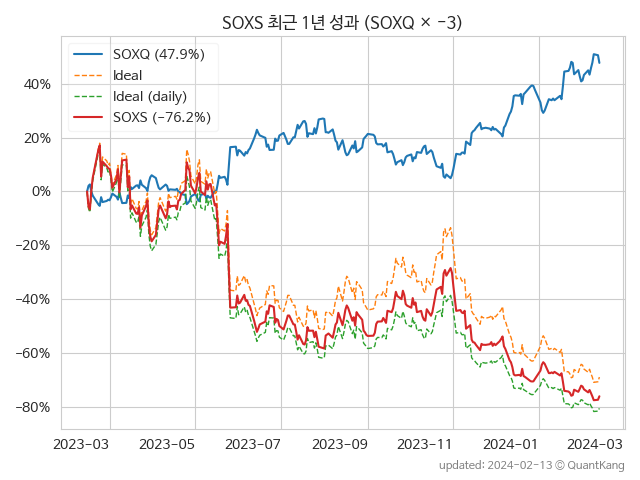 SOXS 최근 1년 성과 (SOXQ × −3)
SOXQ (47.9%)
Ideal
Ideal (daily)
SOXS (−76.2%)
40%
20%
0%
−20%
−40%
−60%
−80%
2023-03 2023-05 2023-07 2023-09 2023-11 2024-01 2024-03
updated: 2024-02-13 © QuantKang